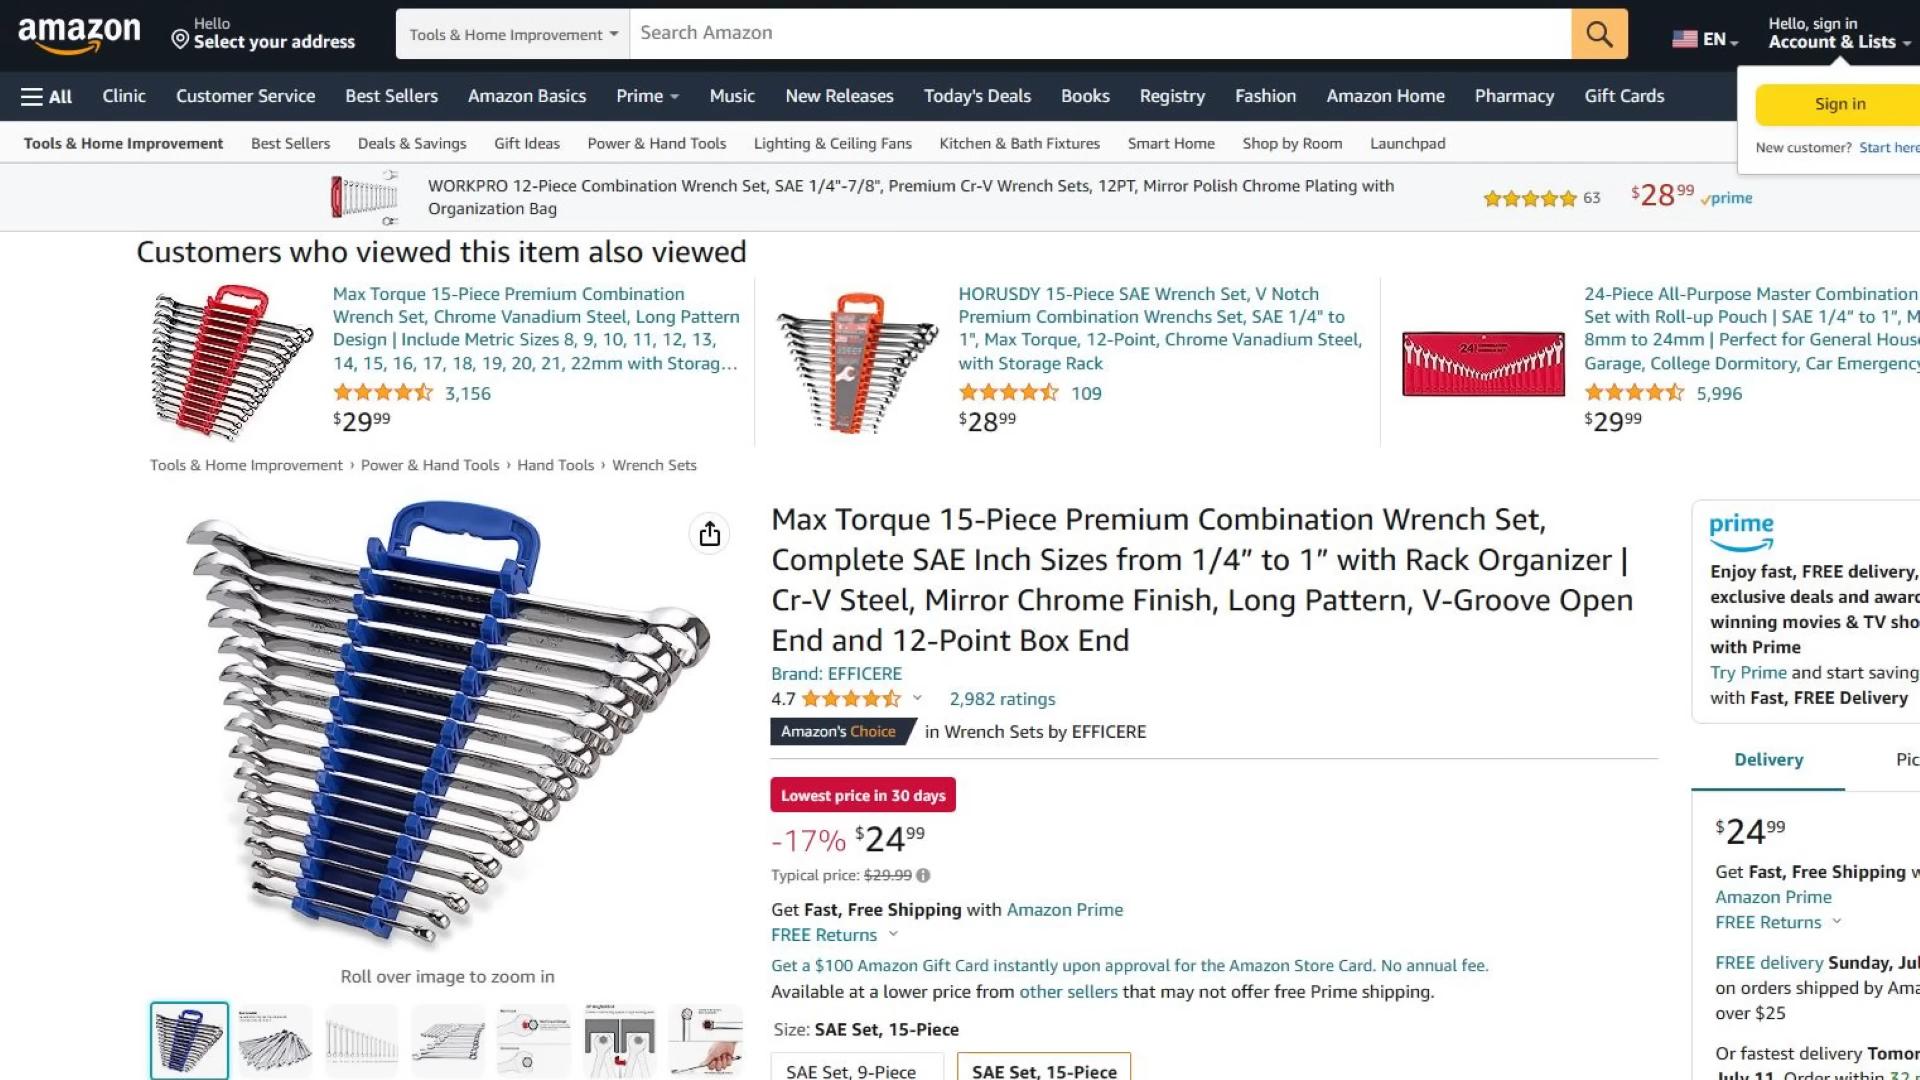 amazon
Hello
Select your address
Tools & Home Improvement
Search Amazon
EN
Hello, sign in
Account & Lists
All
Clinic
Customer Service
Best Sellers
Amazon Basics
Prime
Music
New Releases
Today's Deals
Books
Registry
Fashion
Amazon Home
Pharmacy
Gift Cards
Sign in
New customer? Start here
Tools & Home Improvement
Best Sellers
Deals & Savings
Gift Ideas
Power & Hand Tools
Lighting & Ceiling Fans
Kitchen & Bath Fixtures
Smart Home
Shop by Room
Launchpad
WORKPRO 12-Piece Combination Wrench Set, SAE 1/4"-7/8", Premium Cr-V Wrench Sets, 12PT, Mirror Polish Chrome Plating with
Organization Bag
63
$28.99
prime
Customers who viewed this item also viewed
Max Torque 15-Piece Premium Combination
Wrench Set, Chrome Vanadium Steel, Long Pattern
Design | Include Metric Sizes 8, 9, 10, 11, 12, 13,
14, 15, 16, 17, 18, 19, 20, 21, 22mm with Storag…
3,156
$29.99
HORUSDY 15-Piece SAE Wrench Set, V Notch
Premium Combination Wrenchs Set, SAE 1/4" to
1", Max Torque, 12-Point, Chrome Vanadium Steel,
with Storage Rack
109
$28.99
24-Piece All-Purpose Master Combination
Set with Roll-up Pouch | SAE 1/4” to 1”, M
8mm to 24mm | Perfect for General House
Garage, College Dormitory, Car Emergency
5,996
$29.99
Tools & Home Improvement › Power & Hand Tools › Hand Tools › Wrench Sets
Max Torque 15-Piece Premium Combination Wrench Set,
Complete SAE Inch Sizes from 1/4” to 1” with Rack Organizer |
Cr-V Steel, Mirror Chrome Finish, Long Pattern, V-Groove Open
End and 12-Point Box End
Brand: EFFICERE
4.7
2,982 ratings
Amazon's Choice
in Wrench Sets by EFFICERE
Lowest price in 30 days
-17% $24.99
Typical price: $29.99
Get Fast, Free Shipping with Amazon Prime
FREE Returns
Get a $100 Amazon Gift Card instantly upon approval for the Amazon Store Card. No annual fee.
Available at a lower price from other sellers that may not offer free Prime shipping.
Size: SAE Set, 15-Piece
SAE Set, 9-Piece
SAE Set, 15-Piece
Roll over image to zoom in
prime
Enjoy fast, FREE delivery,
exclusive deals and award
winning movies & TV sho
with Prime
Try Prime and start saving
with Fast, FREE Delivery
Delivery
Pic
$24.99
Get Fast, Free Shipping w
Amazon Prime
FREE Returns
FREE delivery Sunday, Jul
on orders shipped by Ama
over $25
Or fastest delivery Tomor
July 11. Order within 32